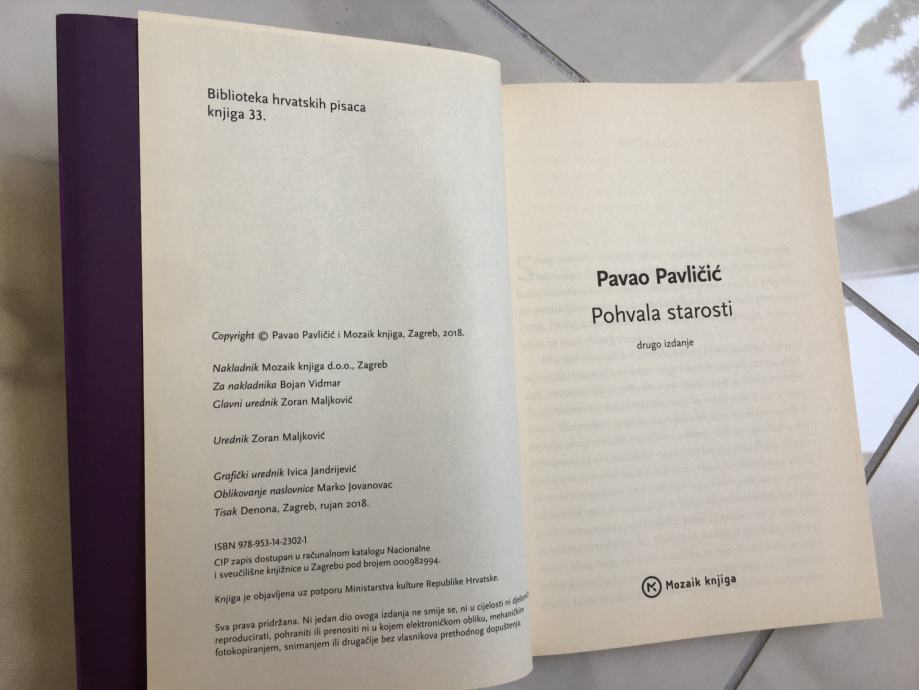 Biblioteka hrvatskih pisaca
knjiga 33.
Copyright © Pavao Pavličić i Mozaik knjiga, Zagreb, 2018.
Nakladnik Mozaik knjiga d.o.o., Zagreb
Za nakladnika Bojan Vidmar
Glavni urednik Zoran Maljković
Urednik Zoran Maljković
Grafički urednik Ivica Jandrijević
Oblikovanje naslovnice Marko Jovanovac
Tisak Denona, Zagreb, rujan 2018.
ISBN 978-953-14-2302-1
CIP zapis dostupan u računalnom katalogu Nacionalne
i sveučilišne knjižnice u Zagrebu pod brojem 000982994.
Knjiga je objavljena uz potporu Ministarstva kulture Republike Hrvatske.
Sva prava pridržana. Ni jedan dio ovoga izdanja ne smije se, ni u cijelosti ni
reproducirati, pohraniti ili prenositi ni u kojem elektroničkom obliku, mehaničkim
fotokopiranjem, snimanjem ili drugačije bez vlasnikova prethodnog dopuštenja.
Pavao Pavličić
Pohvala starosti
drugo izdanje
Mozaik knjiga